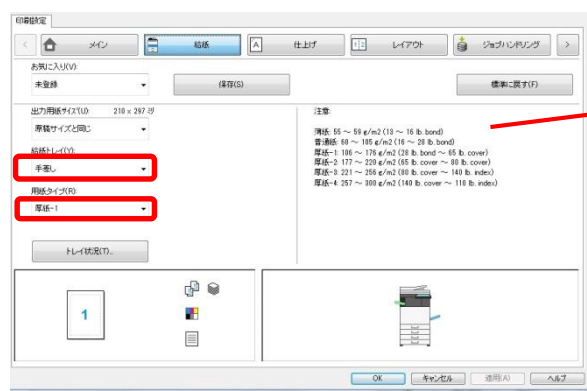 印刷設定
メイン
給紙
A
仕上げ
1 2
レイアウト
ジョブハンドリング
お気に入り(V):
未登録
保存(S)
標準に戻す(F)
出力用紙サイズ(U): 210 x 297 ミリ
原稿サイズと同じ
給紙トレイ(Y):
手差し
用紙タイプ(R):
厚紙-1
トレイ状況(T)...
注意:
薄紙: 55 ～ 59 g/m2 (13 ～ 16 lb. bond)
普通紙: 60 ～ 105 g/m2 (16 ～ 28 lb. bond)
厚紙-1: 106 ～ 176 g/m2 (28 lb. bond ～ 65 lb. cover)
厚紙-2: 177 ～ 220 g/m2 (65 lb. cover ～ 80 lb. cover)
厚紙-3: 221 ～ 256 g/m2 (80 lb. cover ～ 140 lb. index)
厚紙-4: 257 ～ 300 g/m2 (140 lb. cover ～ 110 lb. index)
1
OK
キャンセル
適用(A)
ヘルプ